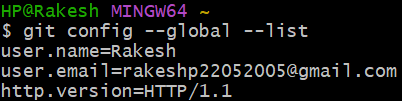 HP@Rakesh MINGW64 ~
$ git config --global --list
user.name=Rakesh
user.email=rakeshp22052005@gmail.com
http.version=HTTP/1.1